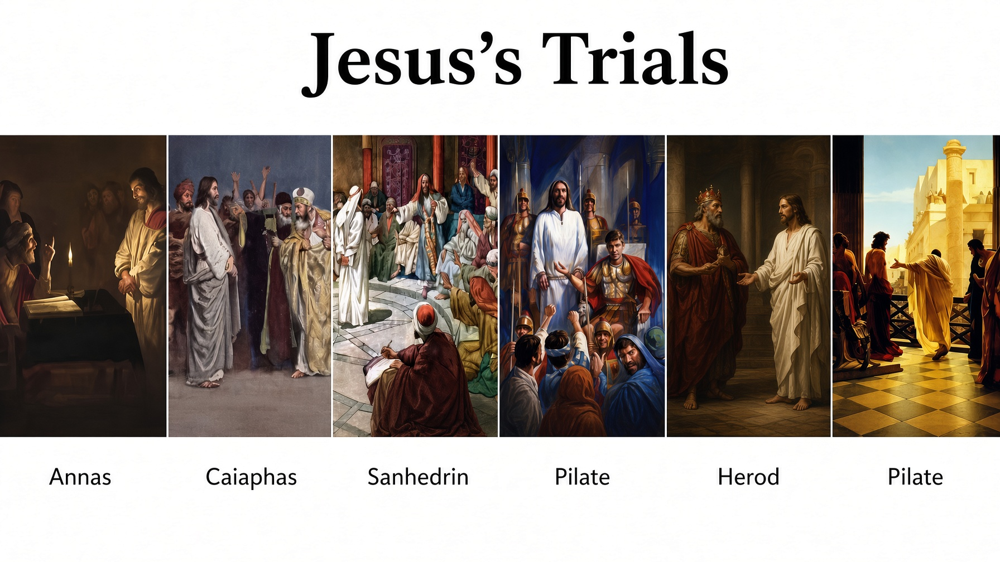 Jesus’s Trials
Annas
Caiaphas
Sanhedrin
Pilate
Herod
Pilate